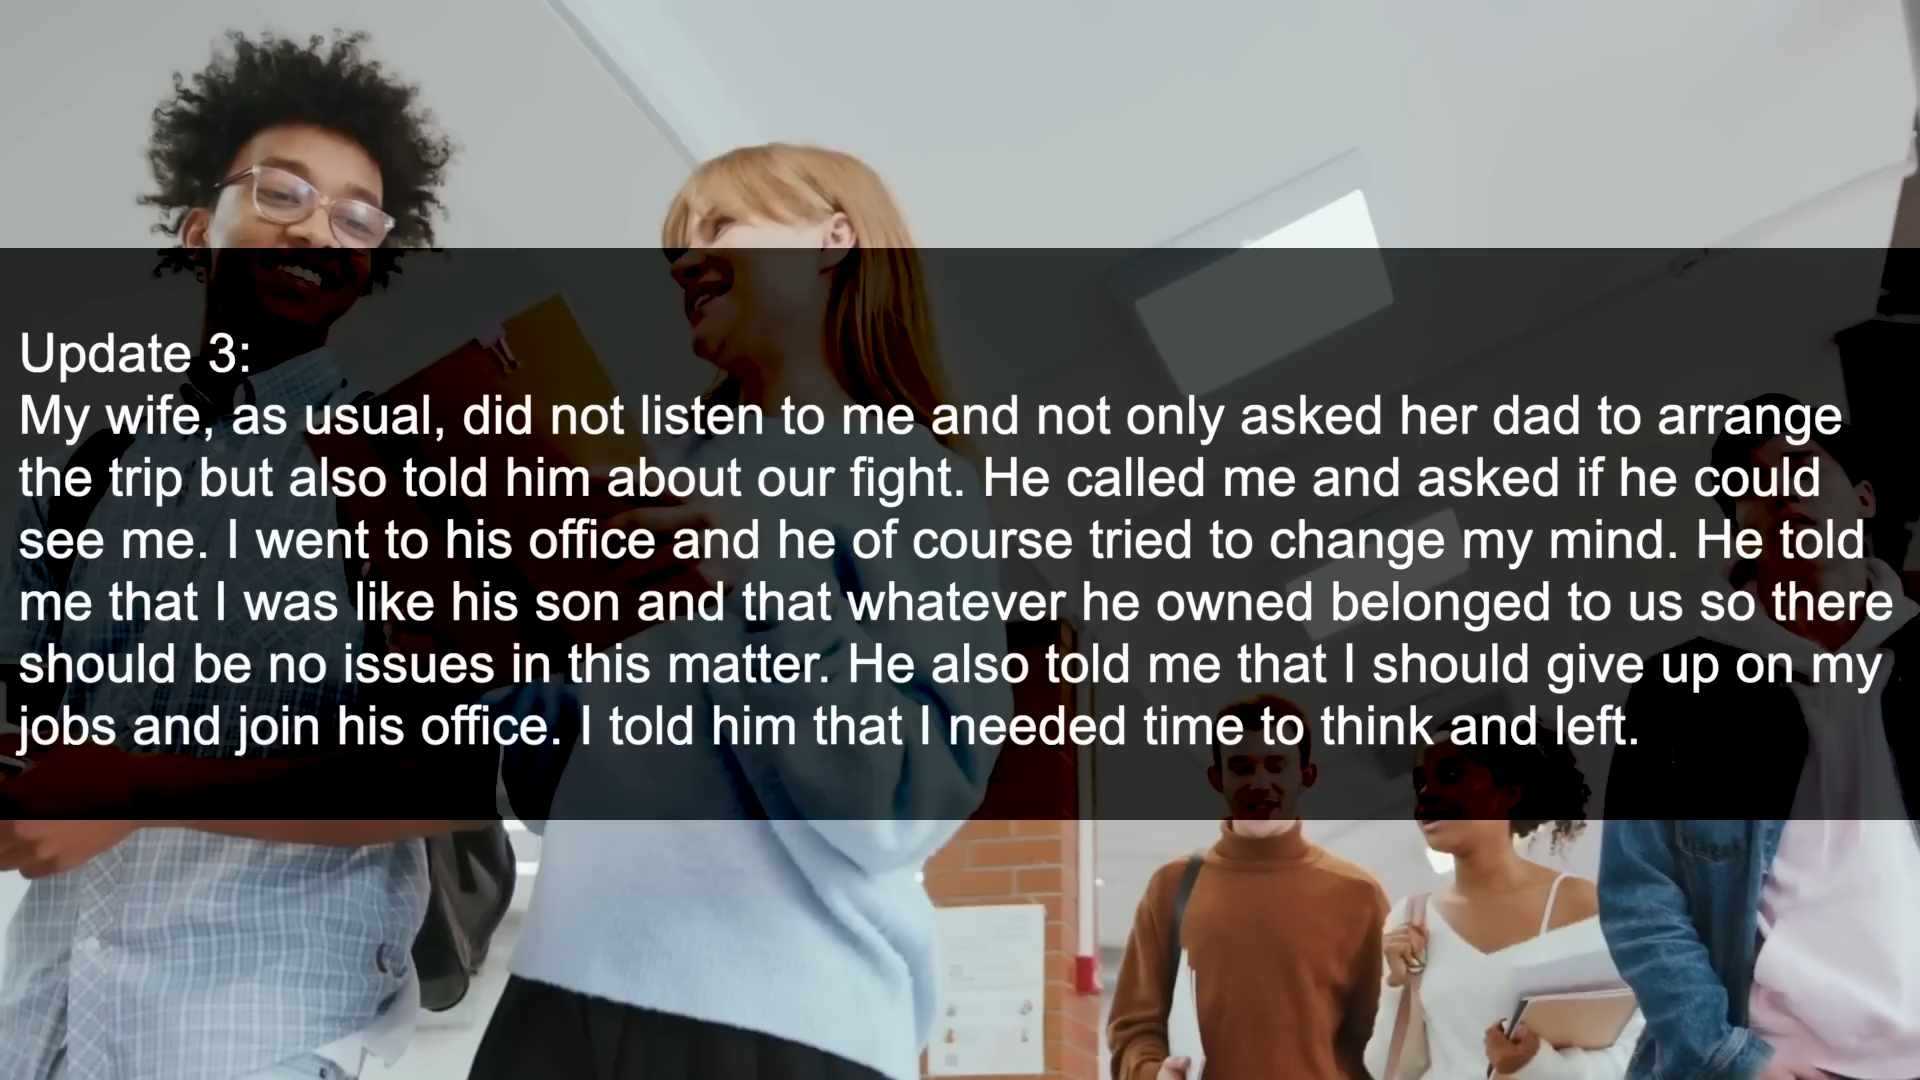 Update 3:
My wife, as usual, did not listen to me and not only asked her dad to arrange
the trip but also told him about our fight. He called me and asked if he could
see me. I went to his office and he of course tried to change my mind. He told
me that I was like his son and that whatever he owned belonged to us so there
should be no issues in this matter. He also told me that I should give up on my
jobs and join his office. I told him that I needed time to think and left.